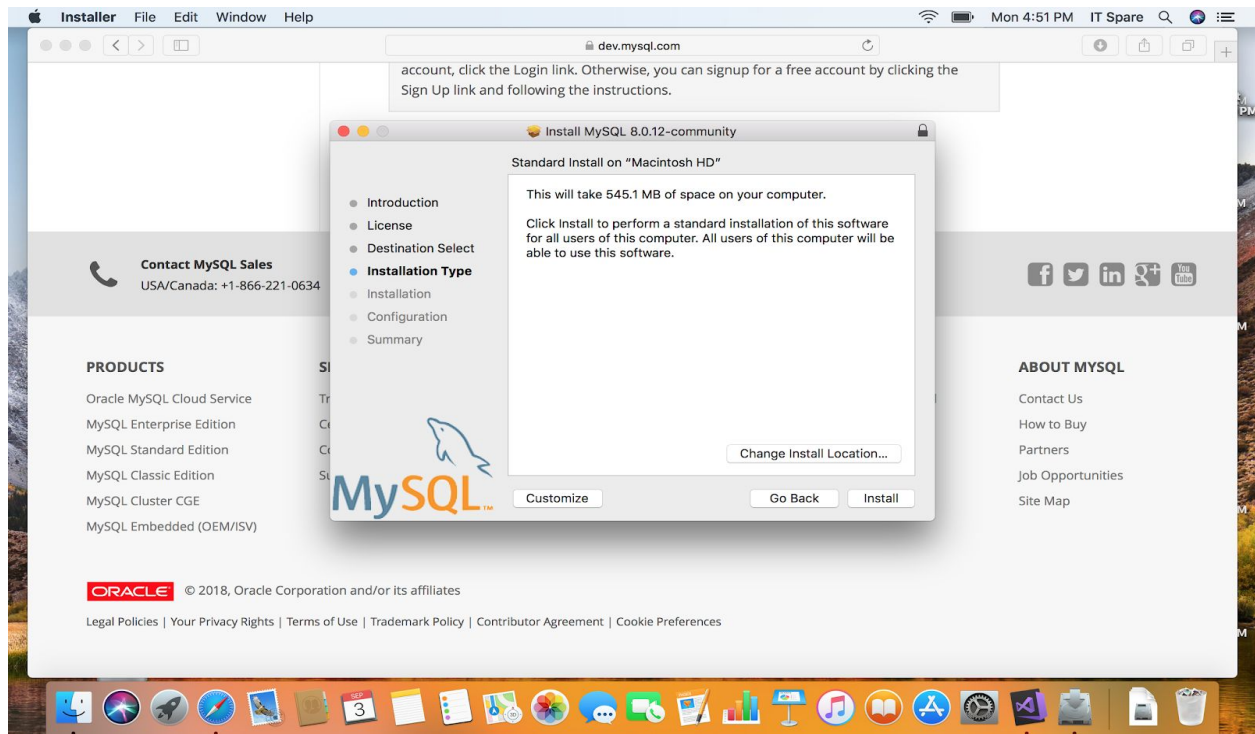 Installer File Edit Window Help
Mon 4:51 PM IT Spare
dev.mysql.com
account, click the Login link. Otherwise, you can signup for a free account by clicking the
Sign Up link and following the instructions.
Install MySQL 8.0.12-community
Standard Install on "Macintosh HD"
Introduction
License
Destination Select
Installation Type
Installation
Configuration
Summary
This will take 545.1 MB of space on your computer.
Click Install to perform a standard installation of this software
for all users of this computer. All users of this computer will be
able to use this software.
Change Install Location...
Customize
Go Back
Install
MySQL™
Contact MySQL Sales
USA/Canada: +1-866-221-0634
f in g+ You Tube
PRODUCTS
Oracle MySQL Cloud Service
MySQL Enterprise Edition
MySQL Standard Edition
MySQL Classic Edition
MySQL Cluster CGE
MySQL Embedded (OEM/ISV)
ABOUT MYSQL
Contact Us
How to Buy
Partners
Job Opportunities
Site Map
ORACLE © 2018, Oracle Corporation and/or its affiliates
Legal Policies | Your Privacy Rights | Terms of Use | Trademark Policy | Contributor Agreement | Cookie Preferences
SEP
3